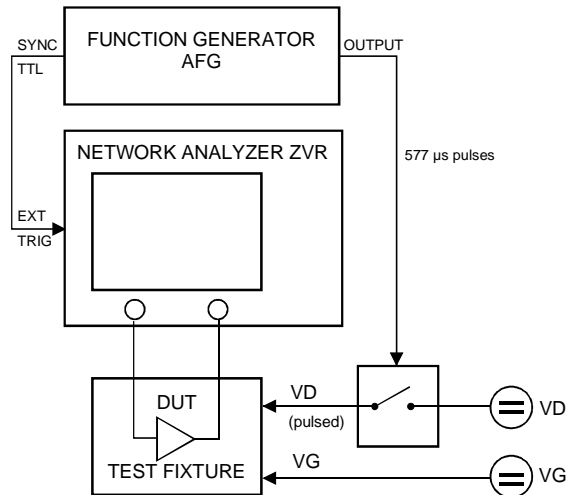 FUNCTION GENERATOR
AFG
SYNC
TTL
OUTPUT
577 µs pulses
NETWORK ANALYZER ZVR
EXT
TRIG
DUT
TEST FIXTURE
VD
(pulsed)
VG
VD
VG